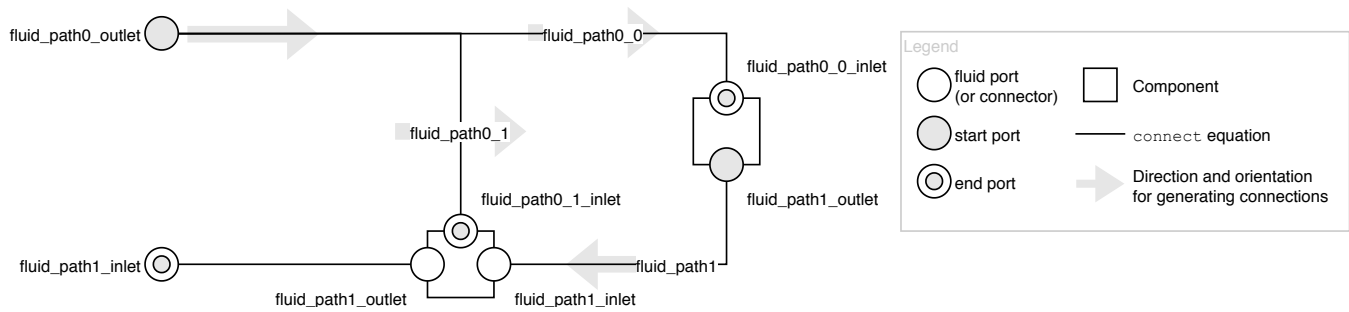 fluid_path0_outlet
fluid_path0_0
fluid_path0_0_inlet
fluid_path0_1
fluid_path0_1_inlet
fluid_path1_outlet
fluid_path1_inlet
fluid_path1
fluid_path1_outlet
fluid_path1_inlet
Legend
fluid port
(or connector)
Component
start port
connect equation
end port
Direction and orientation
for generating connections